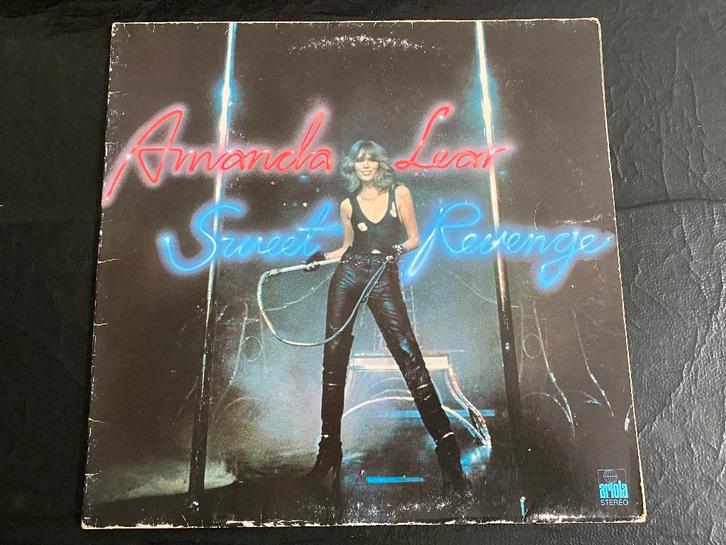 Amanda Lear
Sweet Revenge
ariola
STEREO